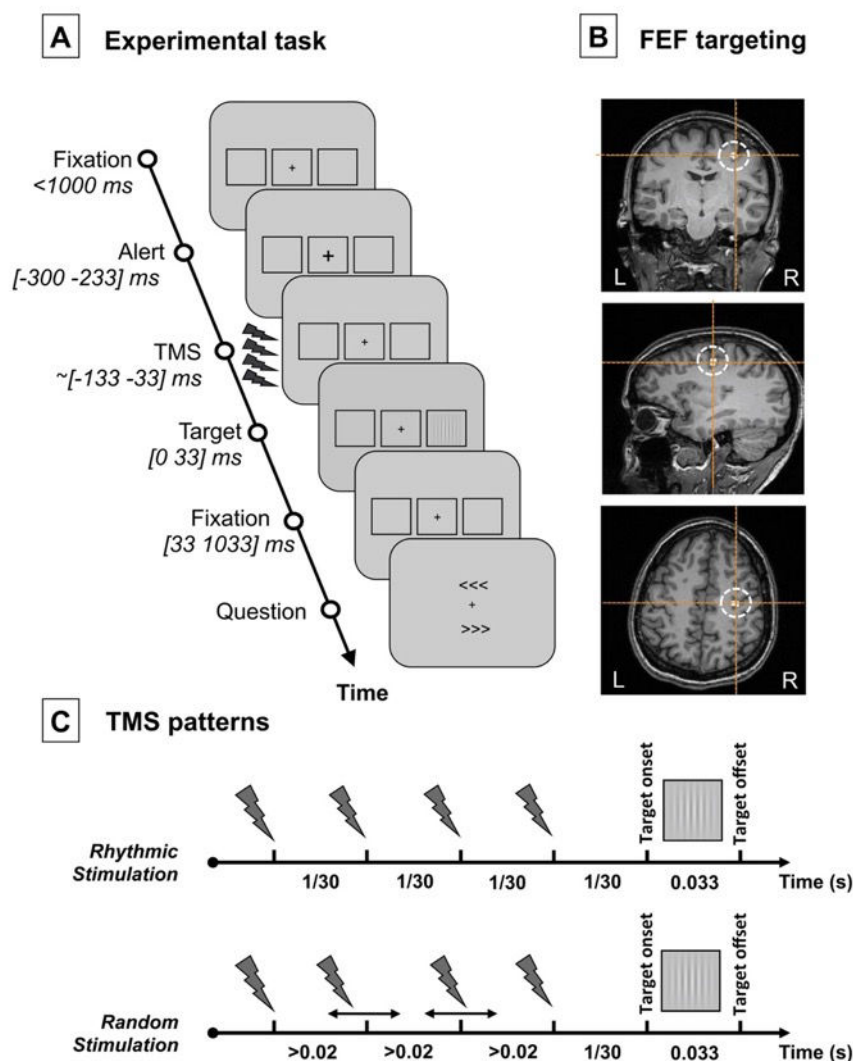 A Experimental task
Fixation
<1000 ms
+
Alert
[-300 -233] ms
+
TMS
~[-133 -33] ms
+
Target
[0 33] ms
+
Fixation
[33 1033] ms
+
Question
<<<
+
>>>
Time
B FEF targeting
L R
L R
C TMS patterns
Rhythmic
Stimulation
1/30 1/30 1/30 1/30 0.033 Time (s)
Target onset
Target offset
Random
Stimulation
>0.02 >0.02 >0.02 1/30 0.033 Time (s)
Target onset
Target offset